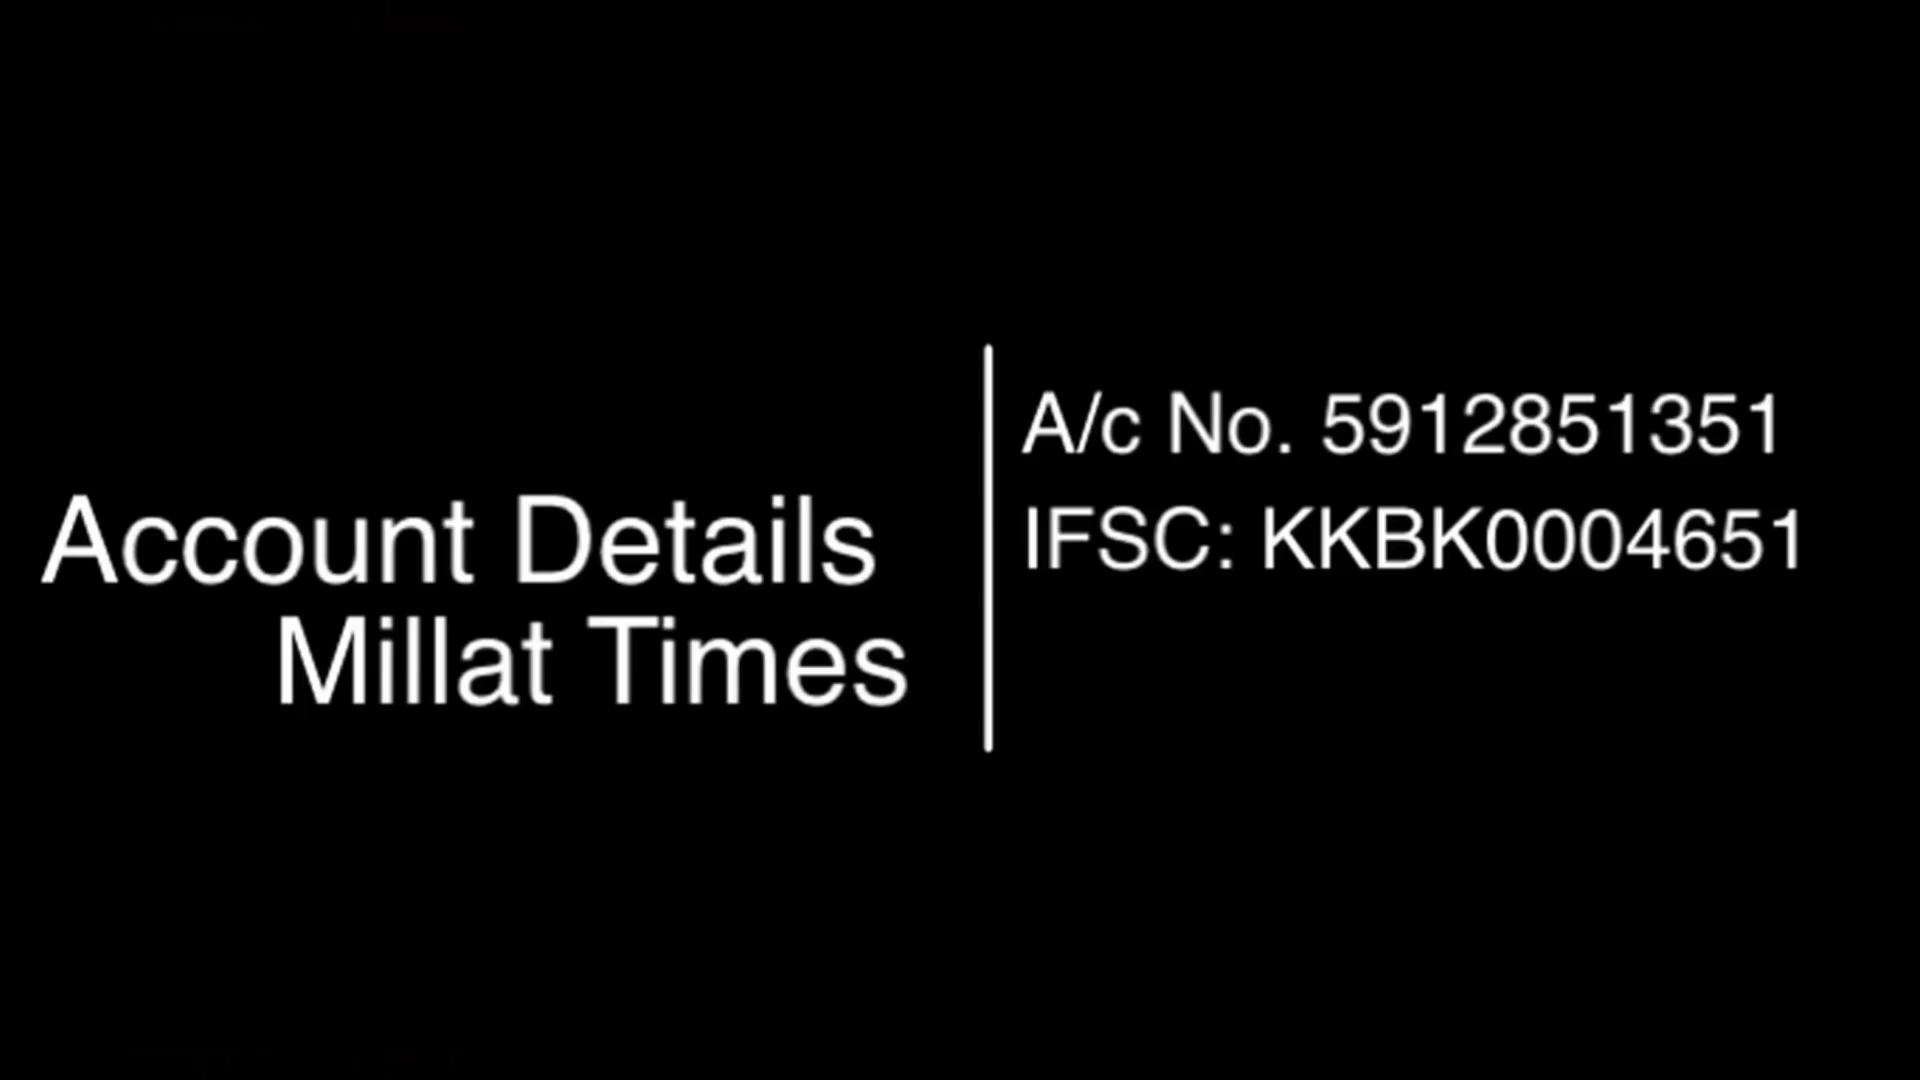 Account Details
Millat Times
A/c No. 5912851351
IFSC: KKBK0004651